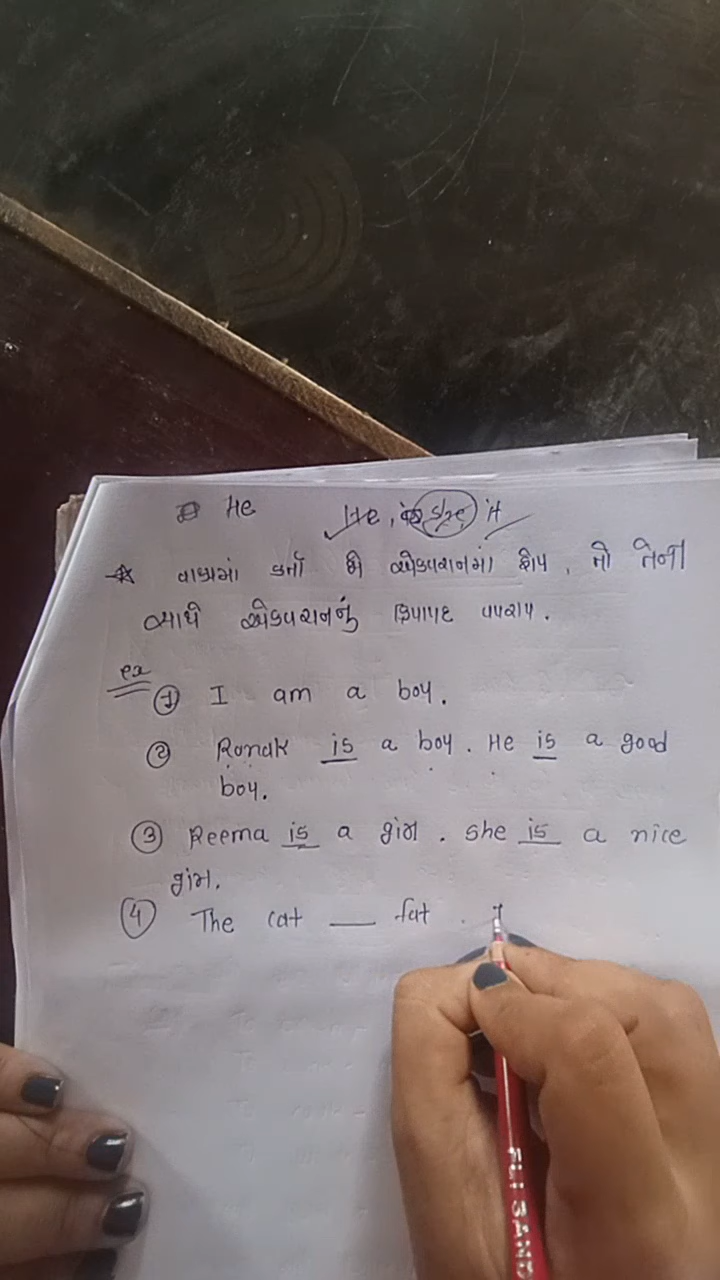 He He, she it
* વાક્યમાં કર્તા જો એકવચનમાં હોય, તો તેની
સાથે એકવચનનું ક્રિયાપદ વપરાય.
ex
① I am a boy.
② Ronak is a boy. He is a good
boy.
③ Reema is a girl. she is a nice
girl.
④ The cat ___ fat.